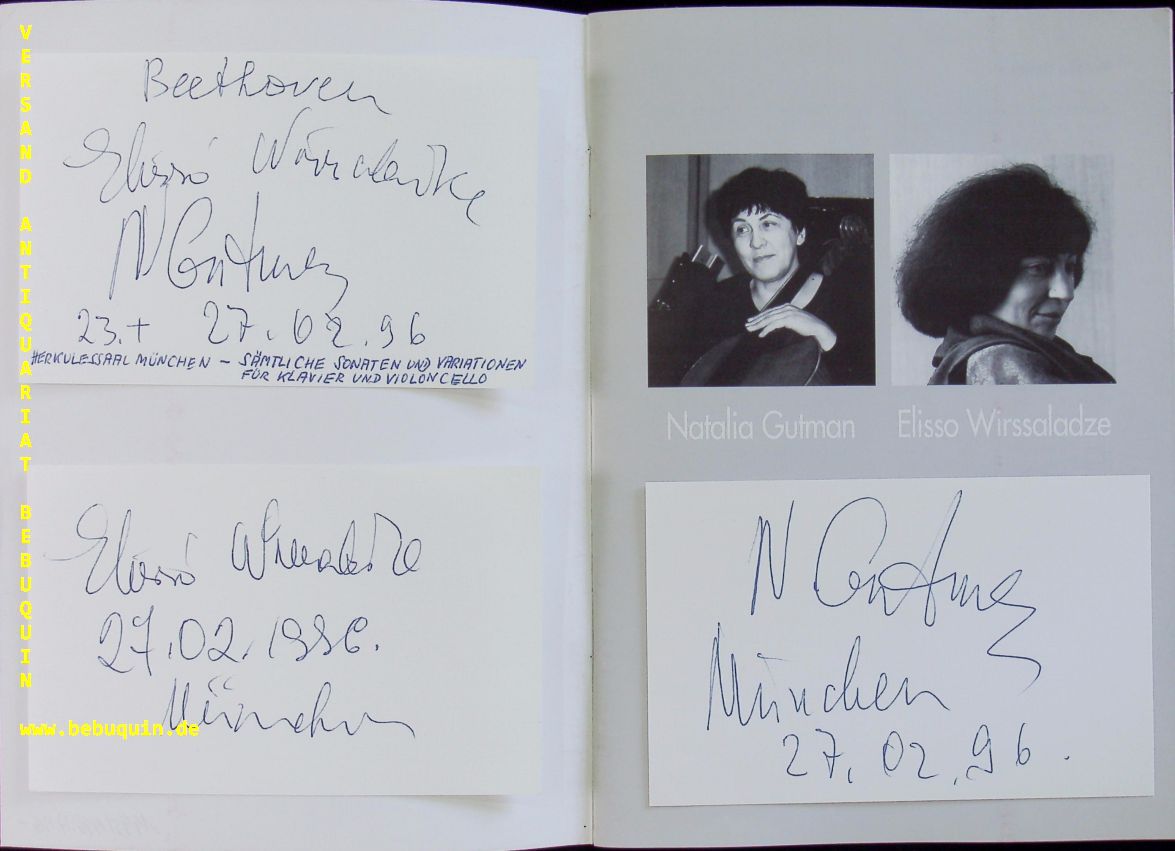 VERSAND ANTIQUARIAT BEBUQUIN
www.bebuquin.de
Beethoven
Elisso Wirssaladze
N Gutman
23.+ 27.02.96
HERKULESSAAL MÜNCHEN – SÄMTLICHE SONATEN UND VARIATIONEN
FÜR KLAVIER UND VIOLONCELLO
Elisso Wirssaladze
27.02.1996.
München
Natalia Gutman
Elisso Wirssaladze
N Gutman
München
27.02.96.